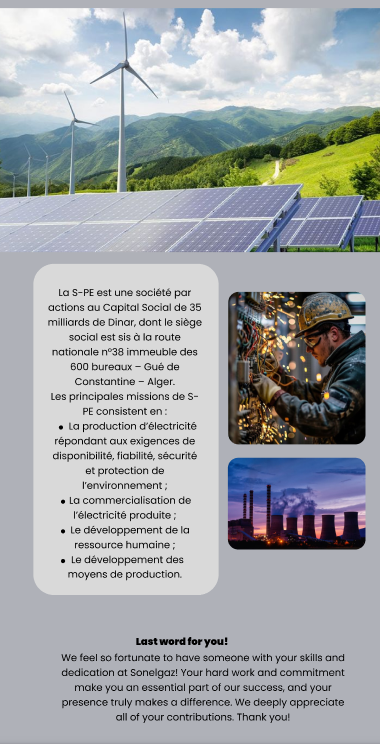 La S-PE est une société par
actions au Capital Social de 35
milliards de Dinar, dont le siège
social est sis à la route
nationale n°38 immeuble des
600 bureaux – Gué de
Constantine – Alger.
Les principales missions de S-
PE consistent en :
• La production d'électricité
répondant aux exigences de
disponibilité, fiabilité, sécurité
et protection de
l'environnement ;
• La commercialisation de
l'électricité produite ;
• Le développement de la
ressource humaine ;
• Le développement des
moyens de production.
Last word for you!
We feel so fortunate to have someone with your skills and
dedication at Sonelgaz! Your hard work and commitment
make you an essential part of our success, and your
presence truly makes a difference. We deeply appreciate
all of your contributions. Thank you!